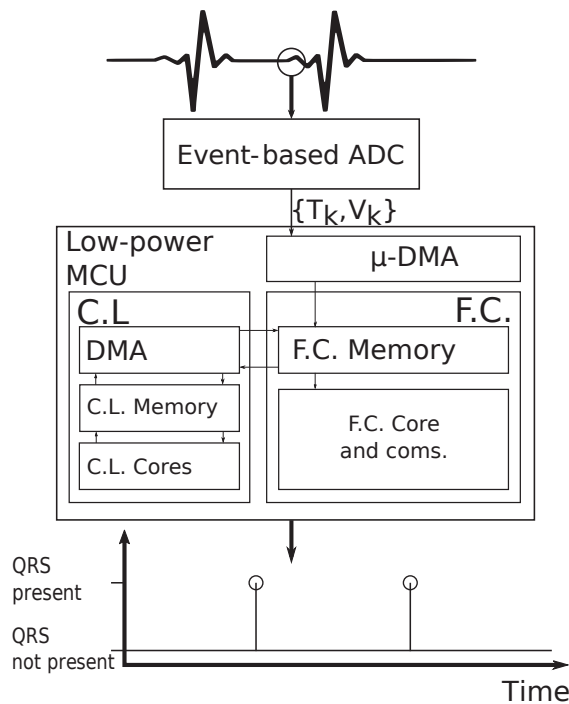 Event-based ADC
{Tk,Vk}
Low-power
MCU
μ-DMA
C.L
F.C.
DMA
F.C. Memory
C.L. Memory
F.C. Core
and coms.
C.L. Cores
QRS
present
QRS
not present
Time